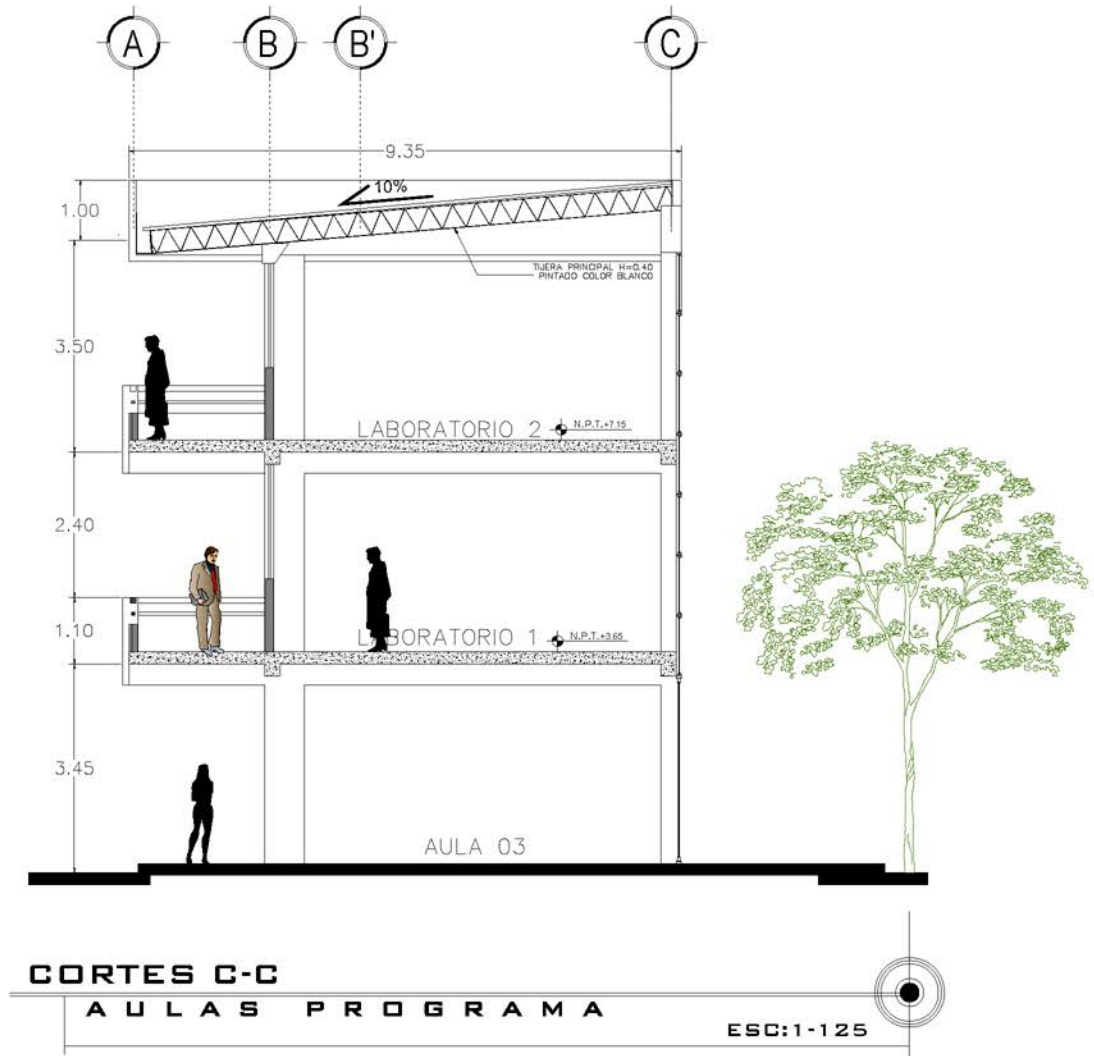 A B B' C
9.35
10%
1.00
TIJERA PRINCIPAL H=0.40
PINTADO COLOR BLANCO
3.50
LABORATORIO 2 N.P.T.+7.15
2.40
1.10
LABORATORIO 1 N.P.T.+3.65
3.45
AULA 03
CORTES C-C
AULAS PROGRAMA
ESC:1-125